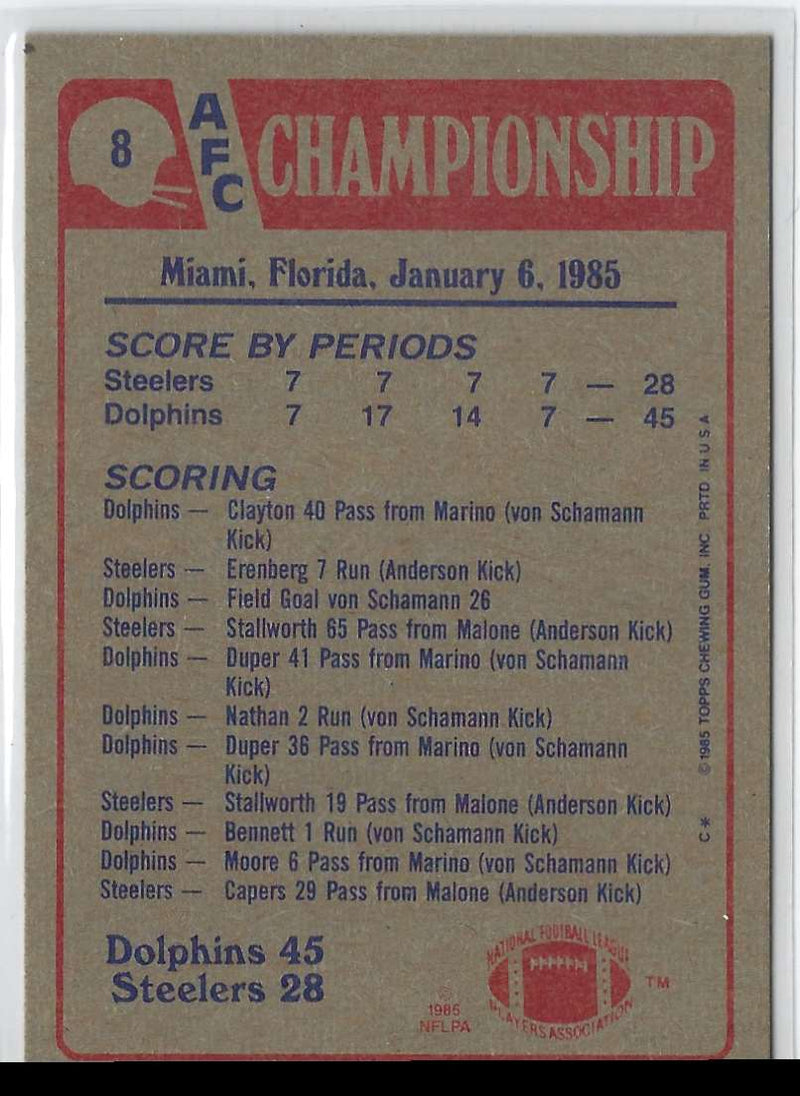 8
AFC CHAMPIONSHIP
Miami, Florida, January 6, 1985
SCORE BY PERIODS
Steelers 7 7 7 7 — 28
Dolphins 7 17 14 7 — 45
SCORING
Dolphins — Clayton 40 Pass from Marino (von Schamann
Kick)
Steelers — Erenberg 7 Run (Anderson Kick)
Dolphins — Field Goal von Schamann 26
Steelers — Stallworth 65 Pass from Malone (Anderson Kick)
Dolphins — Duper 41 Pass from Marino (von Schamann
Kick)
Dolphins — Nathan 2 Run (von Schamann Kick)
Dolphins — Duper 36 Pass from Marino (von Schamann
Kick)
Steelers — Stallworth 19 Pass from Malone (Anderson Kick)
Dolphins — Bennett 1 Run (von Schamann Kick)
Dolphins — Moore 6 Pass from Marino (von Schamann Kick)
Steelers — Capers 29 Pass from Malone (Anderson Kick)
Dolphins 45
Steelers 28
©
1985
NFLPA
NATIONAL FOOTBALL LEAGUE
PLAYERS ASSOCIATION
TM
C* ©1985 TOPPS CHEWING GUM, INC PRTD IN U S A